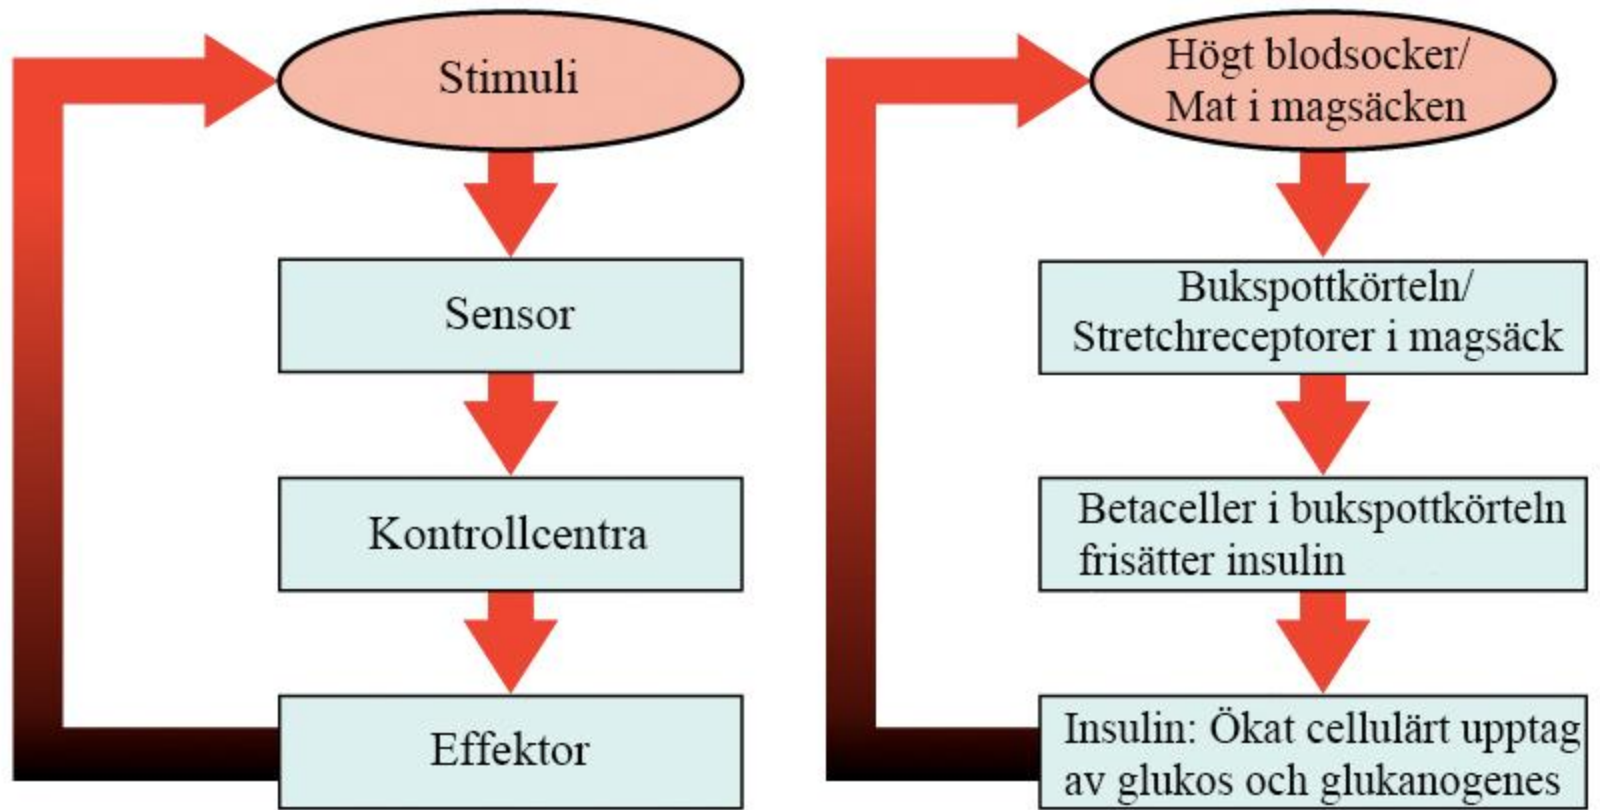 Stimuli
Sensor
Kontrollcentra
Effektor
Högt blodsocker/
Mat i magsäcken
Bukspottkörteln/
Stretchreceptorer i magsäck
Betaceller i bukspottkörteln
frisätter insulin
Insulin: Ökat cellulärt upptag
av glukos och glukanogenes